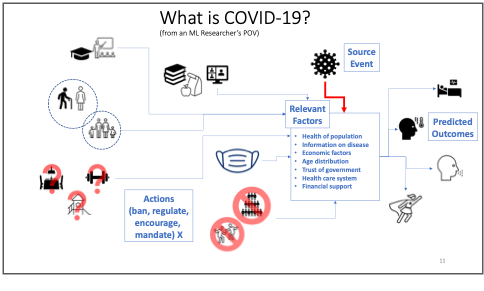 What is COVID-19?
(from an ML Researcher's POV)
Source
Event
Relevant
Factors
• Health of population
• Information on disease
• Economic factors
• Age distribution
• Trust of government
• Health care system
• Financial support
Predicted
Outcomes
? ?
?
Actions
(ban, regulate,
encourage,
mandate) X
11